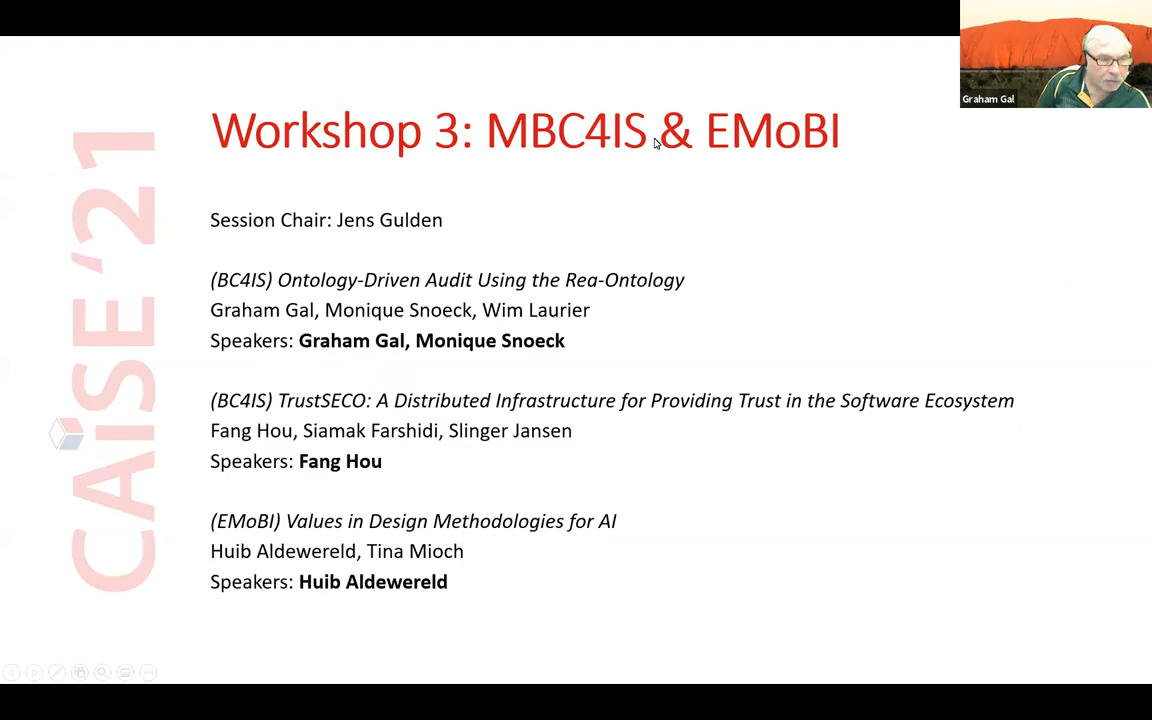 Graham Gal
Workshop 3: MBC4IS & EMoBI
CAiSE '21
Session Chair: Jens Gulden
(BC4IS) Ontology-Driven Audit Using the Rea-Ontology
Graham Gal, Monique Snoeck, Wim Laurier
Speakers: Graham Gal, Monique Snoeck
(BC4IS) TrustSECO: A Distributed Infrastructure for Providing Trust in the Software Ecosystem
Fang Hou, Siamak Farshidi, Slinger Jansen
Speakers: Fang Hou
(EMoBI) Values in Design Methodologies for AI
Huib Aldewereld, Tina Mioch
Speakers: Huib Aldewereld